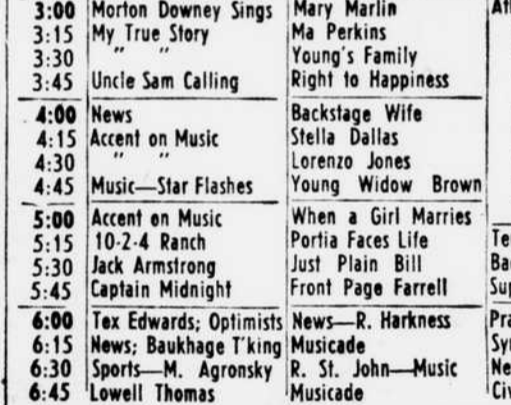 3:00 Morton Downey Sings Mary Marlin
3:15 My True Story Ma Perkins
3:30 " " Young's Family
3:45 Uncle Sam Calling Right to Happiness
4:00 News Backstage Wife
4:15 Accent on Music Stella Dallas
4:30 " " Lorenzo Jones
4:45 Music—Star Flashes Young Widow Brown
5:00 Accent on Music When a Girl Marries
5:15 10-2-4 Ranch Portia Faces Life
5:30 Jack Armstrong Just Plain Bill
5:45 Captain Midnight Front Page Farrell
6:00 Tex Edwards; Optimists News—R. Harkness
6:15 News; Baukhage T'king Musicade
6:30 Sports—M. Agronsky R. St. John—Music
6:45 Lowell Thomas Musicade